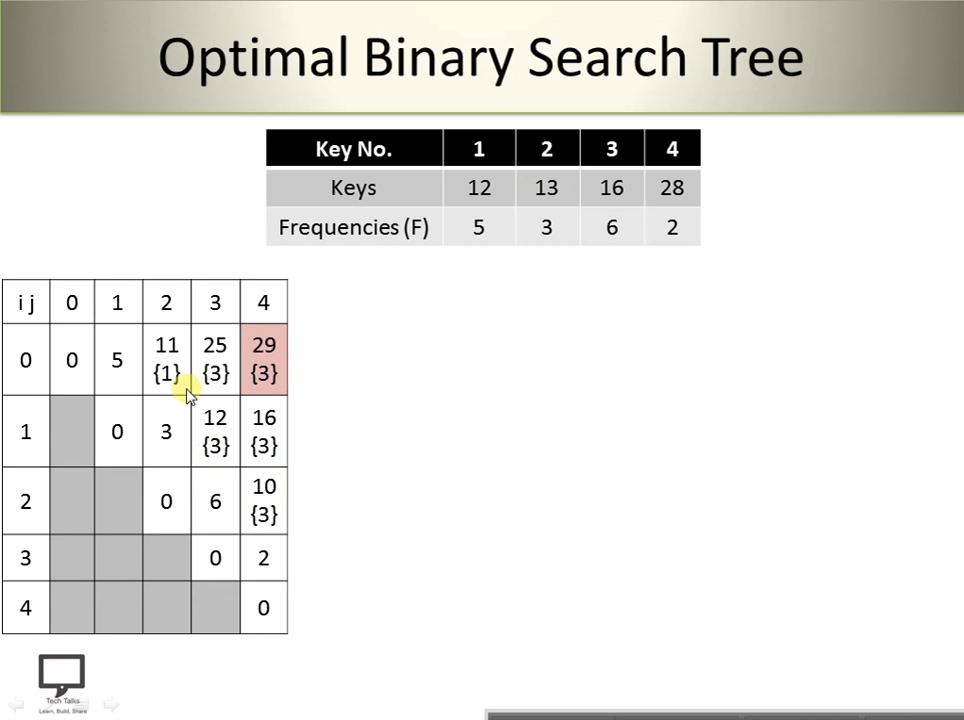 Optimal Binary Search Tree
Key No. 1 2 3 4
Keys 12 13 16 28
Frequencies (F) 5 3 6 2
i j 0 1 2 3 4
0 0 5 11 {1} 25 {3} 29 {3}
1 0 3 12 {3} 16 {3}
2 0 6 10 {3}
3 0 2
4 0
Tech Talks
Learn, Build, Share